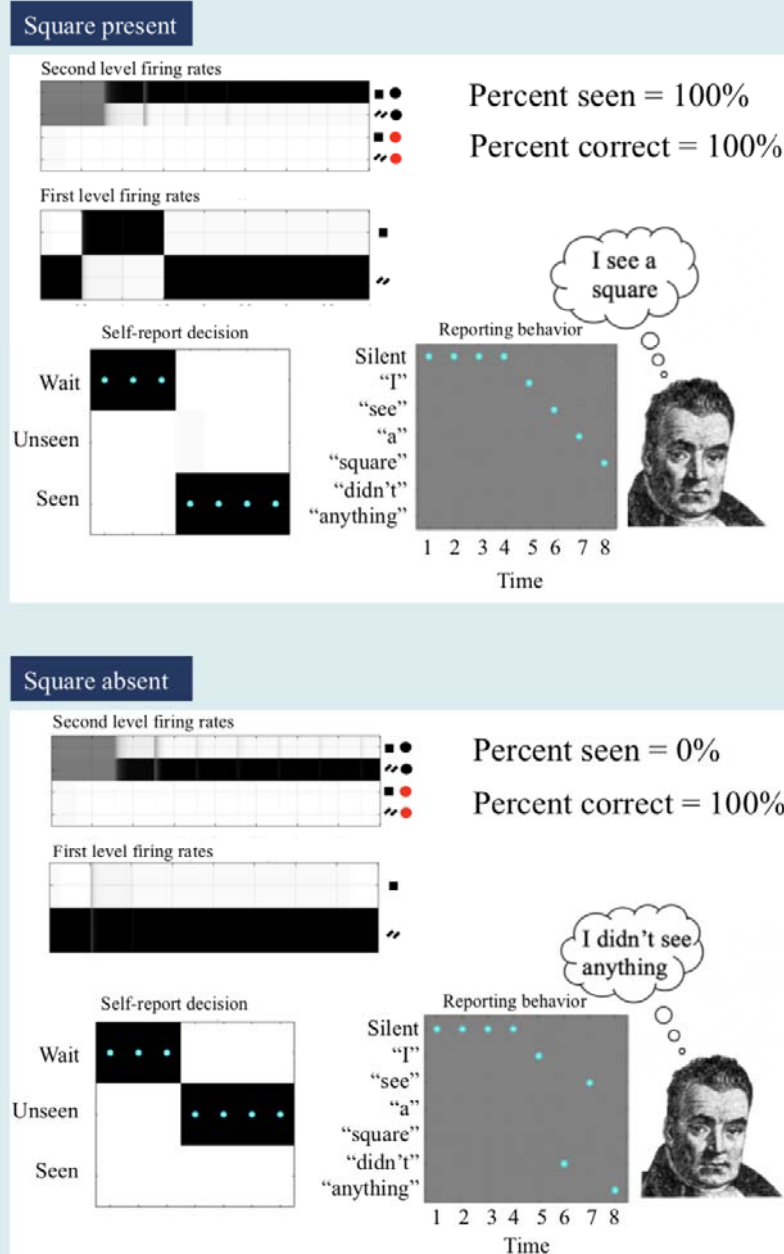 Square present
Second level firing rates
Percent seen = 100%
Percent correct = 100%
First level firing rates
I see a
square
Self-report decision
Wait
Unseen
Seen
Reporting behavior
Silent
“I”
“see”
“a”
“square”
“didn’t”
“anything”
1 2 3 4 5 6 7 8
Time
Square absent
Second level firing rates
Percent seen = 0%
Percent correct = 100%
First level firing rates
I didn’t see
anything
Self-report decision
Wait
Unseen
Seen
Reporting behavior
Silent
“I”
“see”
“a”
“square”
“didn’t”
“anything”
1 2 3 4 5 6 7 8
Time